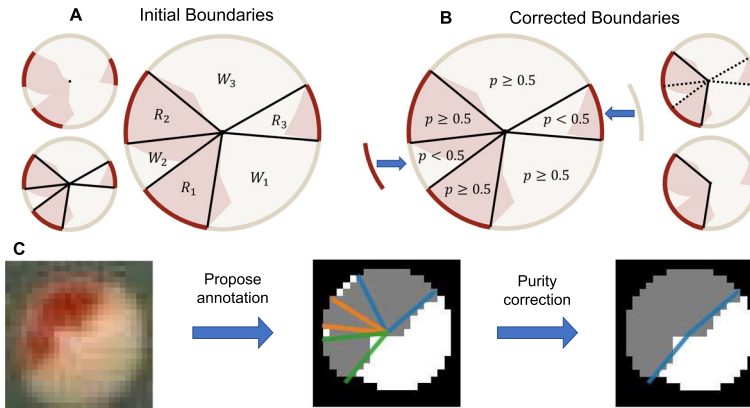 A
Initial Boundaries
W₃
R₂
R₃
W₂
R₁
W₁
B
Corrected Boundaries
p ≥ 0.5
p ≥ 0.5
p < 0.5
p < 0.5
p ≥ 0.5
p ≥ 0.5
C
Propose
annotation
Purity
correction